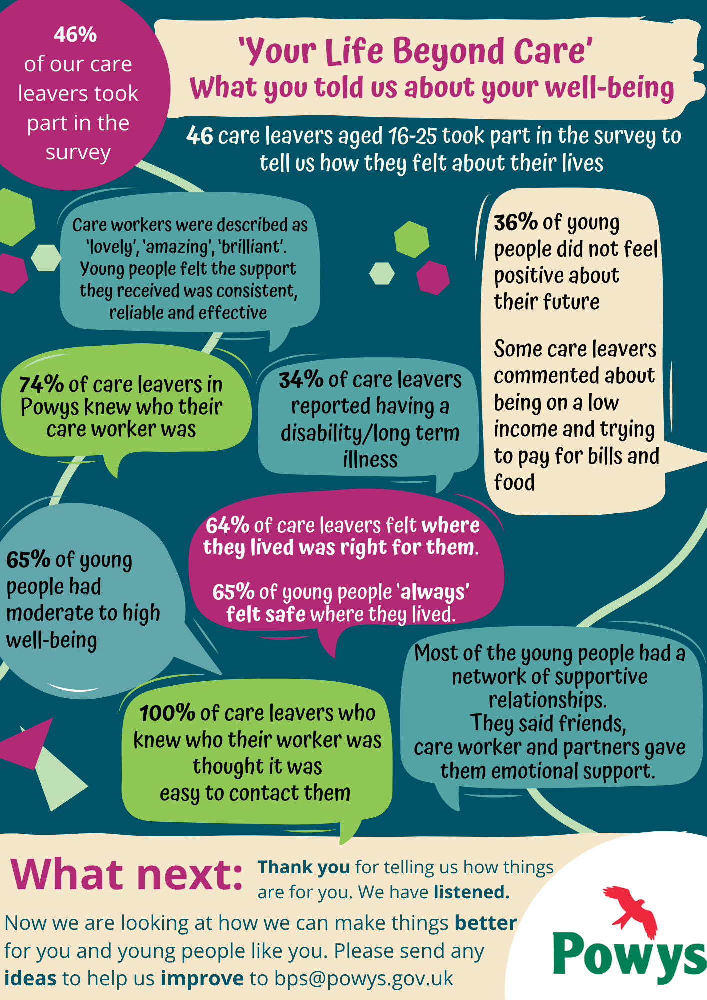 46%
of our care
leavers took
part in the
survey
‘Your Life Beyond Care’
What you told us about your well-being
46 care leavers aged 16-25 took part in the survey to
tell us how they felt about their lives
Care workers were described as
‘lovely’, ‘amazing’, ‘brilliant’.
Young people felt the support
they received was consistent,
reliable and effective
36% of young
people did not feel
positive about
their future
Some care leavers
commented about
being on a low
income and trying
to pay for bills and
food
74% of care leavers in
Powys knew who their
care worker was
34% of care leavers
reported having a
disability/long term
illness
64% of care leavers felt where
they lived was right for them.
65% of young people ‘always’
felt safe where they lived.
65% of young
people had
moderate to high
well-being
Most of the young people had a
network of supportive
relationships.
They said friends,
care worker and partners gave
them emotional support.
100% of care leavers who
knew who their worker was
thought it was
easy to contact them
What next:
Thank you for telling us how things
are for you. We have listened.
Now we are looking at how we can make things better
for you and young people like you. Please send any
ideas to help us improve to bps@powys.gov.uk
Powys